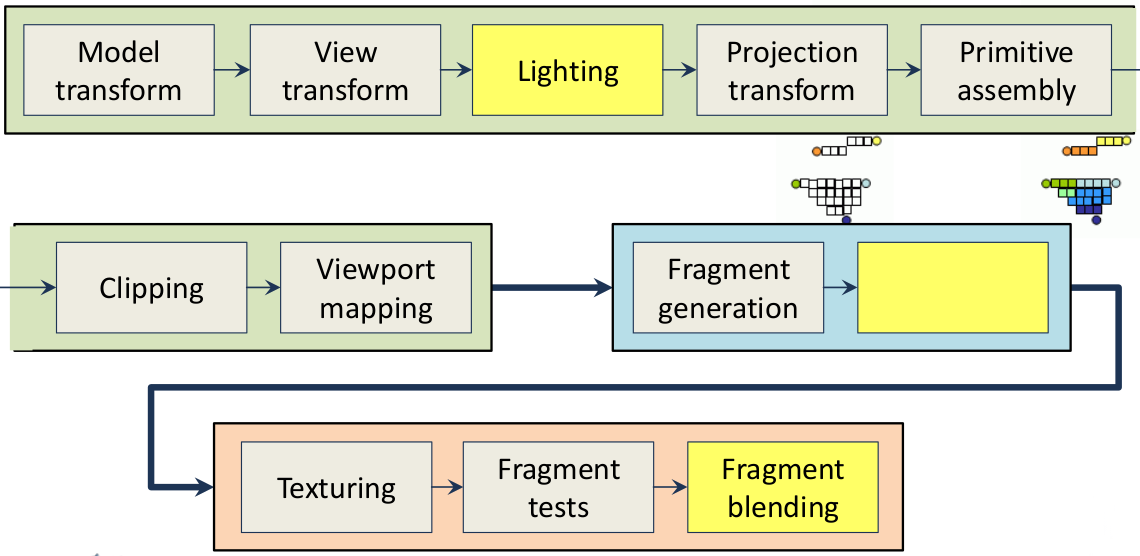 Model
transform
View
transform
Lighting
Projection
transform
Primitive
assembly
Clipping
Viewport
mapping
Fragment
generation
Texturing
Fragment
tests
Fragment
blending